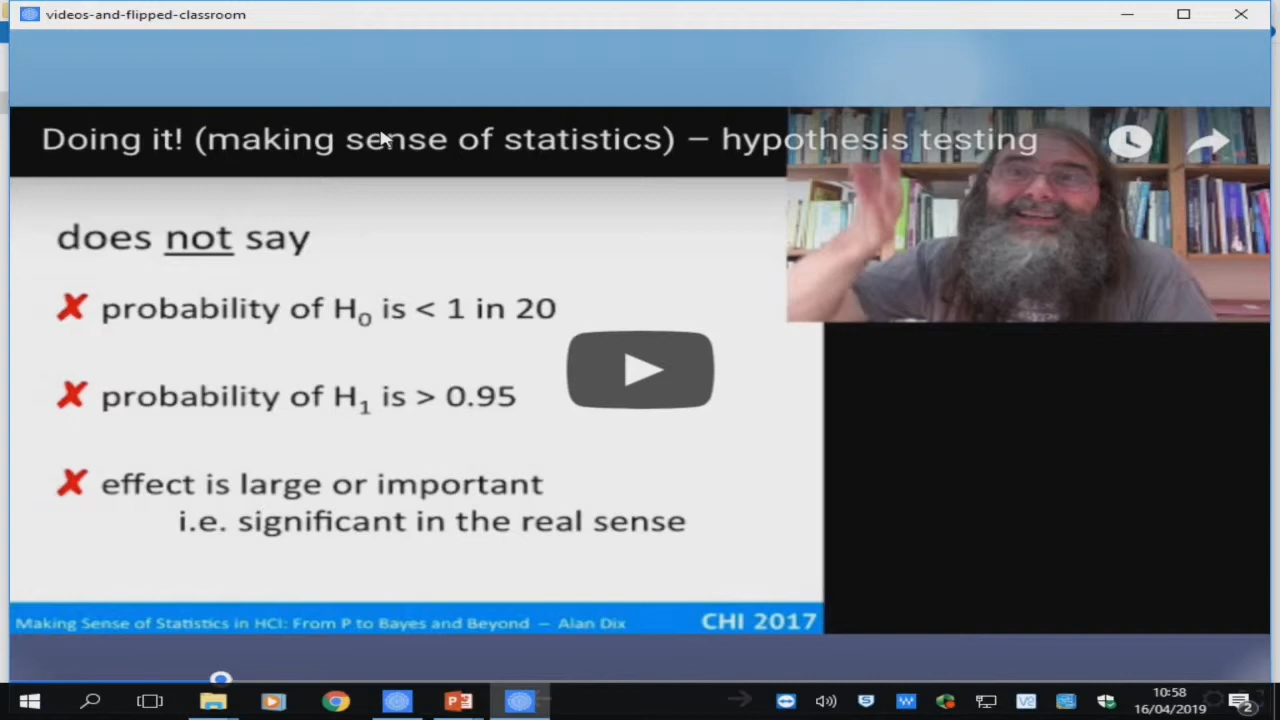 videos-and-flipped-classroom
Doing it! (making sense of statistics) – hypothesis testing
does not say
✘ probability of H₀ is < 1 in 20
✘ probability of H₁ is > 0.95
✘ effect is large or important
i.e. significant in the real sense
Making Sense of Statistics in HCI: From P to Bayes and Beyond – Alan Dix
CHI 2017
10:58
16/04/2019
2